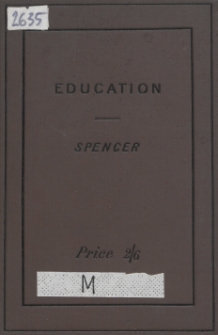 2635
EDUCATION
SPENCER
Price 2/6
M